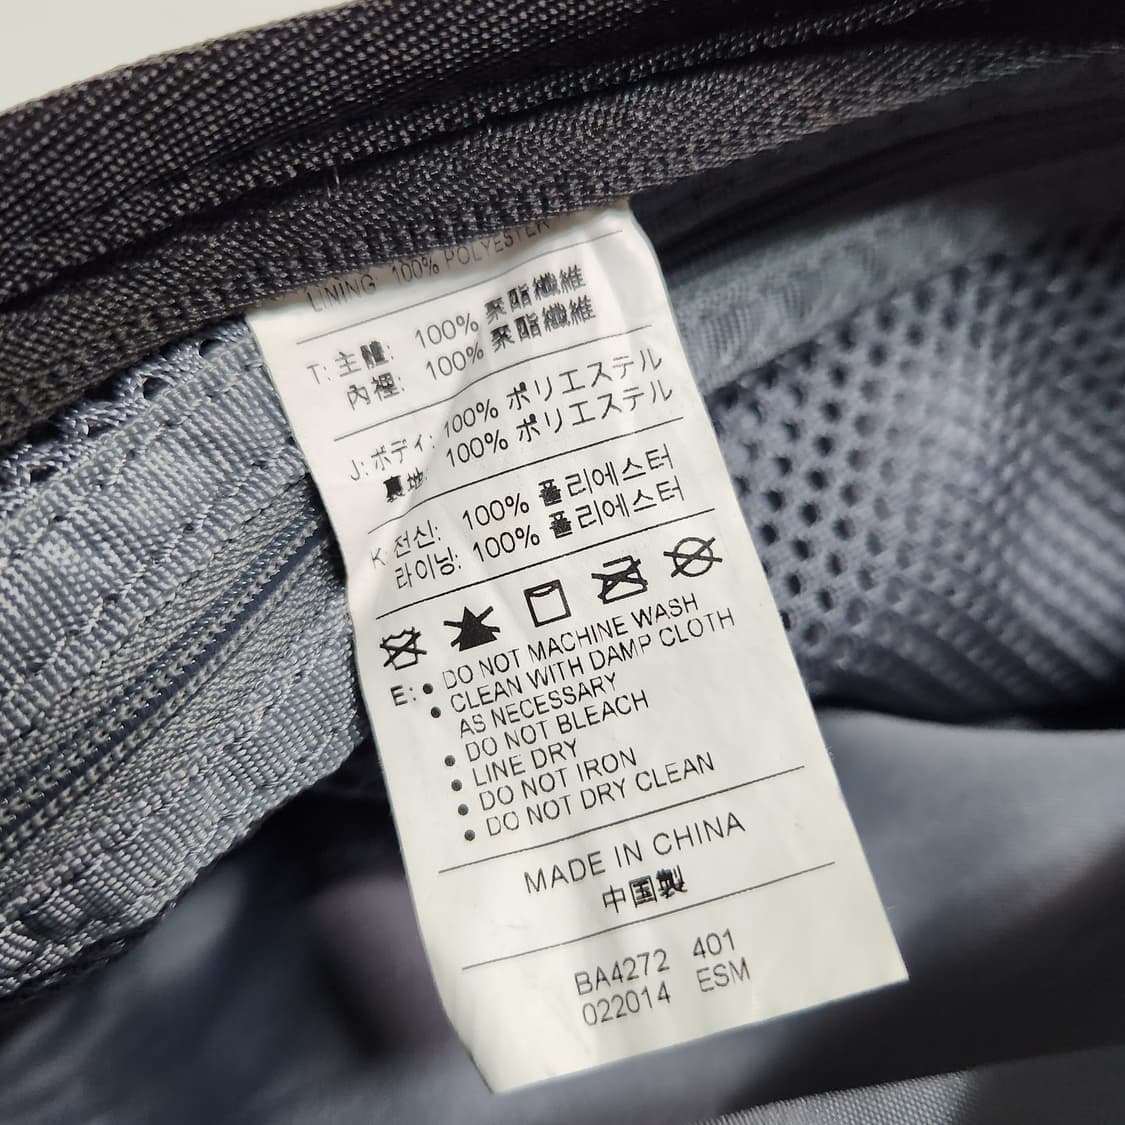 LINING 100% POLYESTER
T: 主體: 100% 聚酯纖維
內裡: 100% 聚酯纖維
J: ボディ: 100% ポリエステル
裏地: 100% ポリエステル
K 전신: 100% 폴리에스터
라이닝: 100% 폴리에스터
E: • DO NOT MACHINE WASH
• CLEAN WITH DAMP CLOTH
AS NECESSARY
• DO NOT BLEACH
• LINE DRY
• DO NOT IRON
• DO NOT DRY CLEAN
MADE IN CHINA
中国製
BA4272 401
022014 ESM